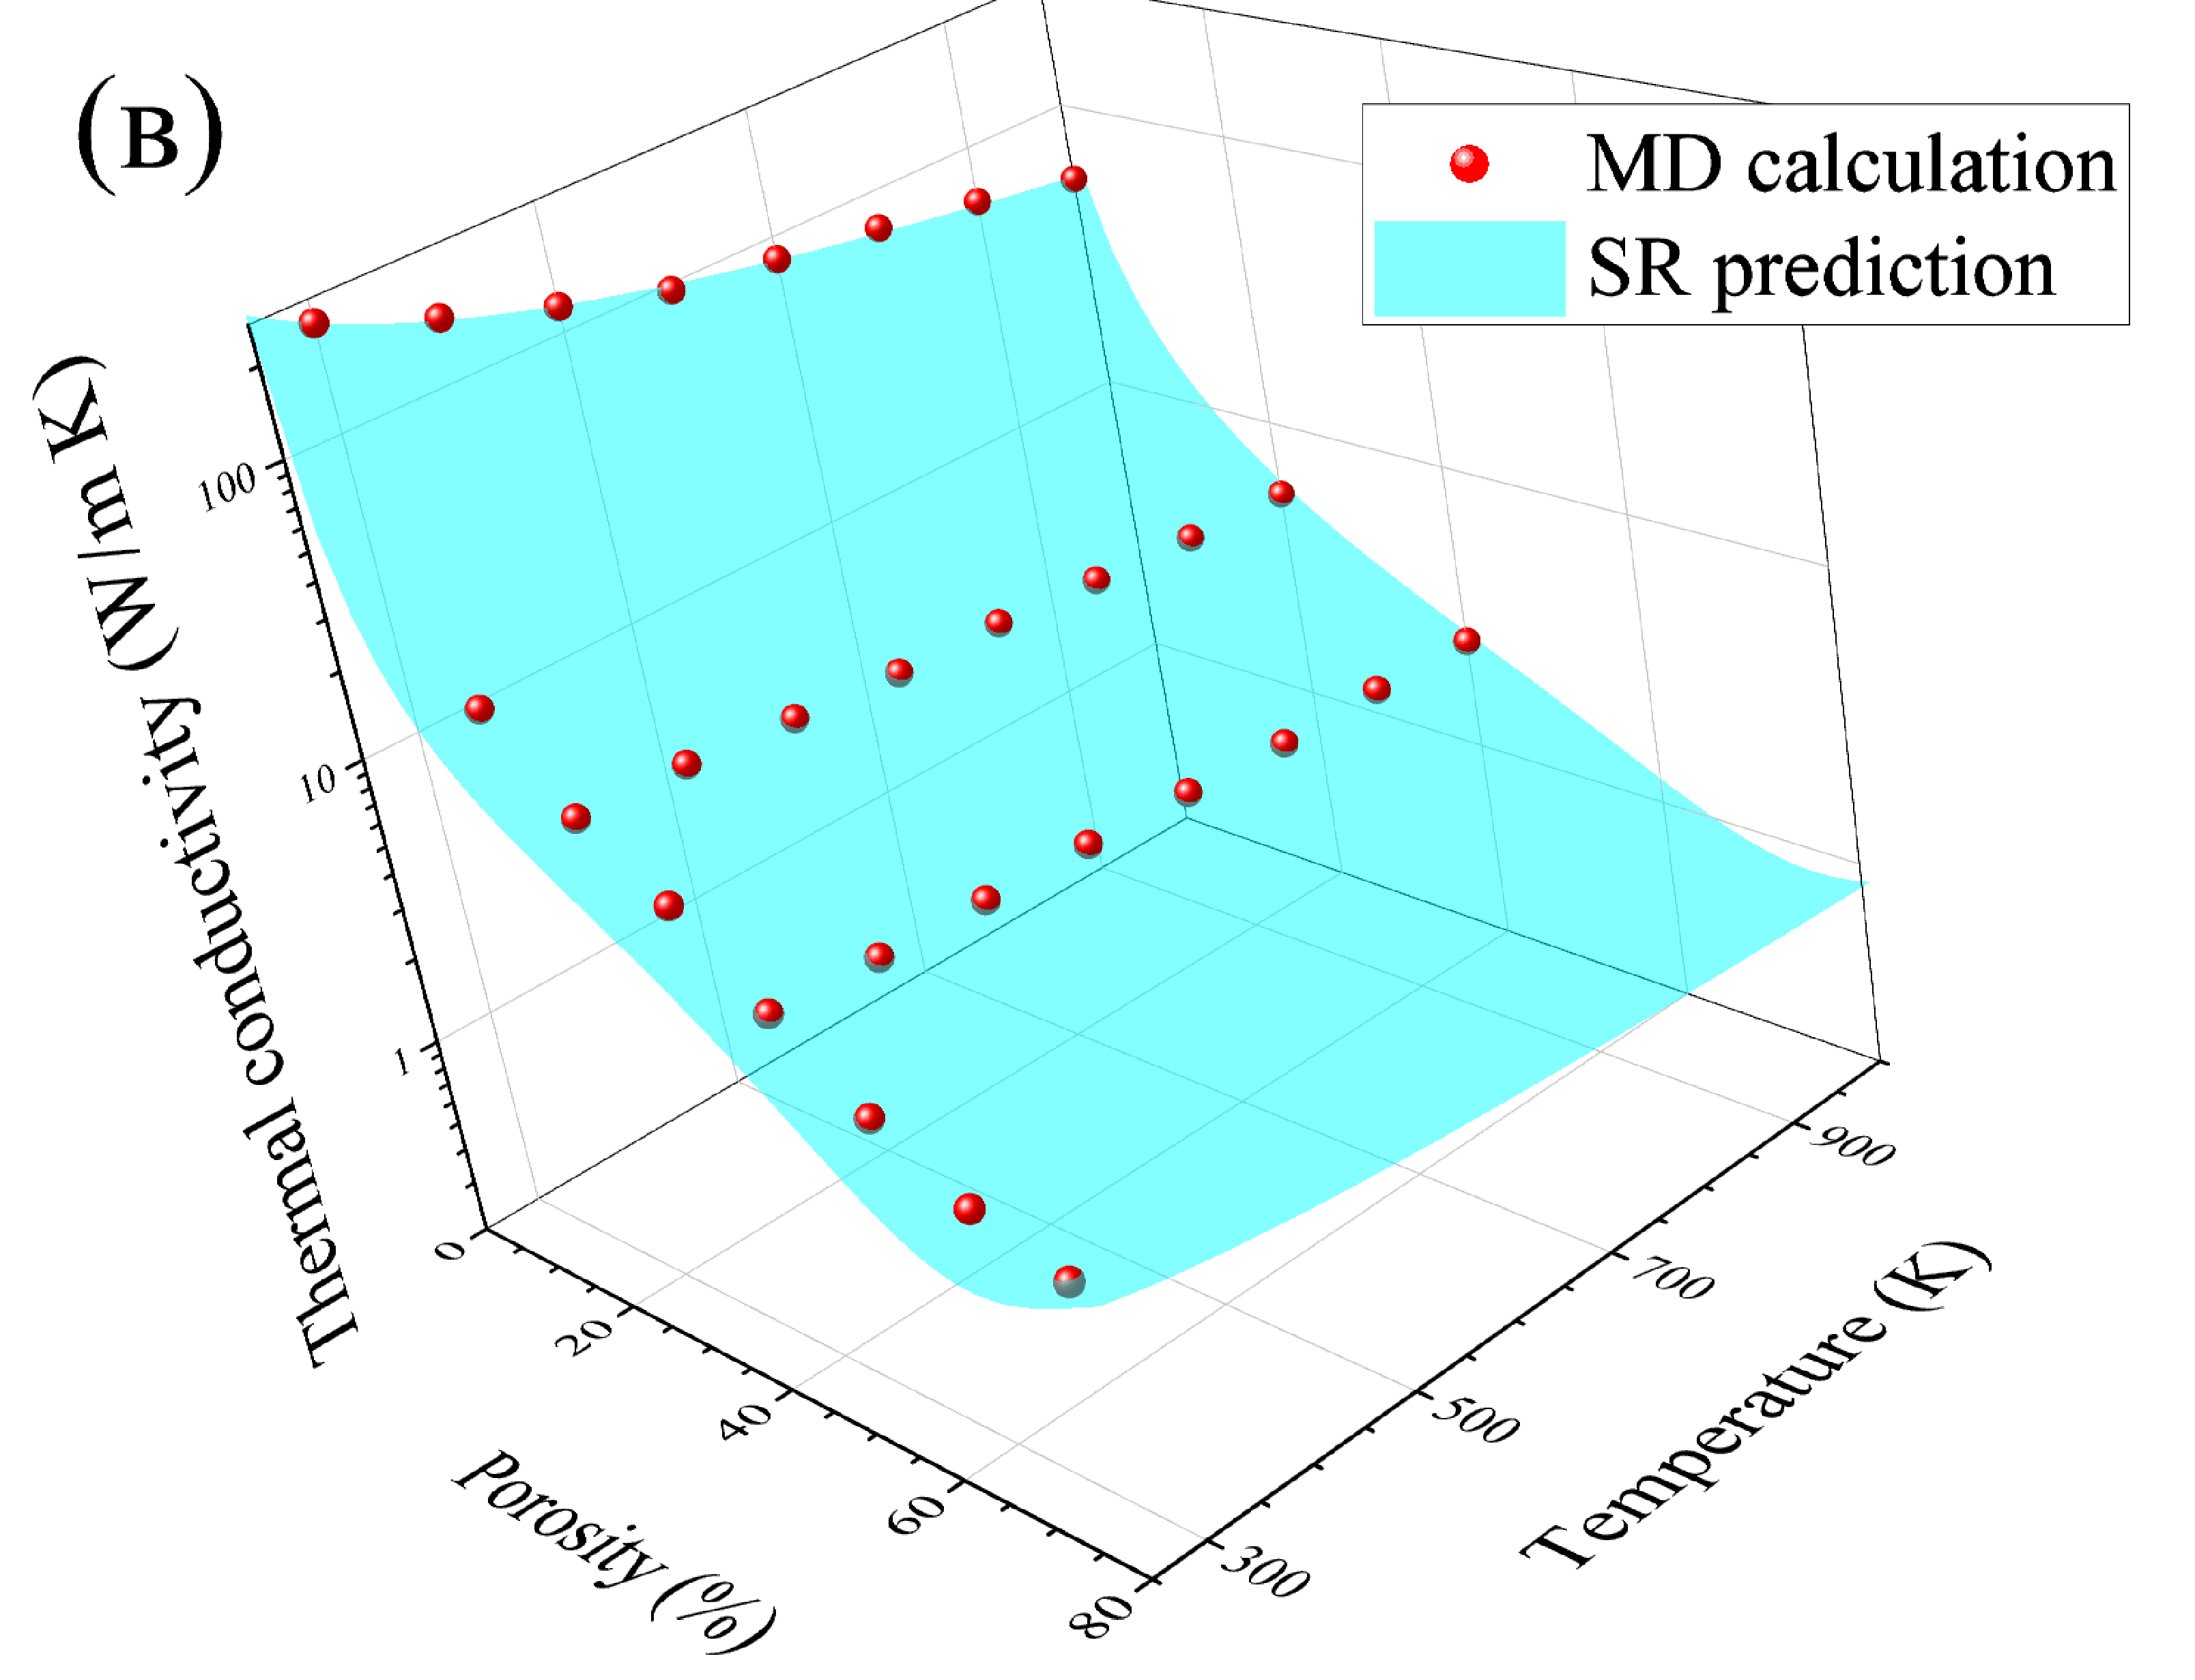 (B)
MD calculation
SR prediction
Thermal conductivity (W/m K)
100
10
1
0
20
40
60
80
Porosity (%)
300
500
700
900
Temperature (K)